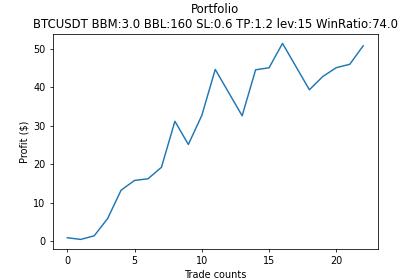 Portfolio
BTCUSDT BBM:3.0 BBL:160 SL:0.6 TP:1.2 lev:15 WinRatio:74.0
50
40
30
20
10
0
Profit ($)
0 5 10 15 20
Trade counts